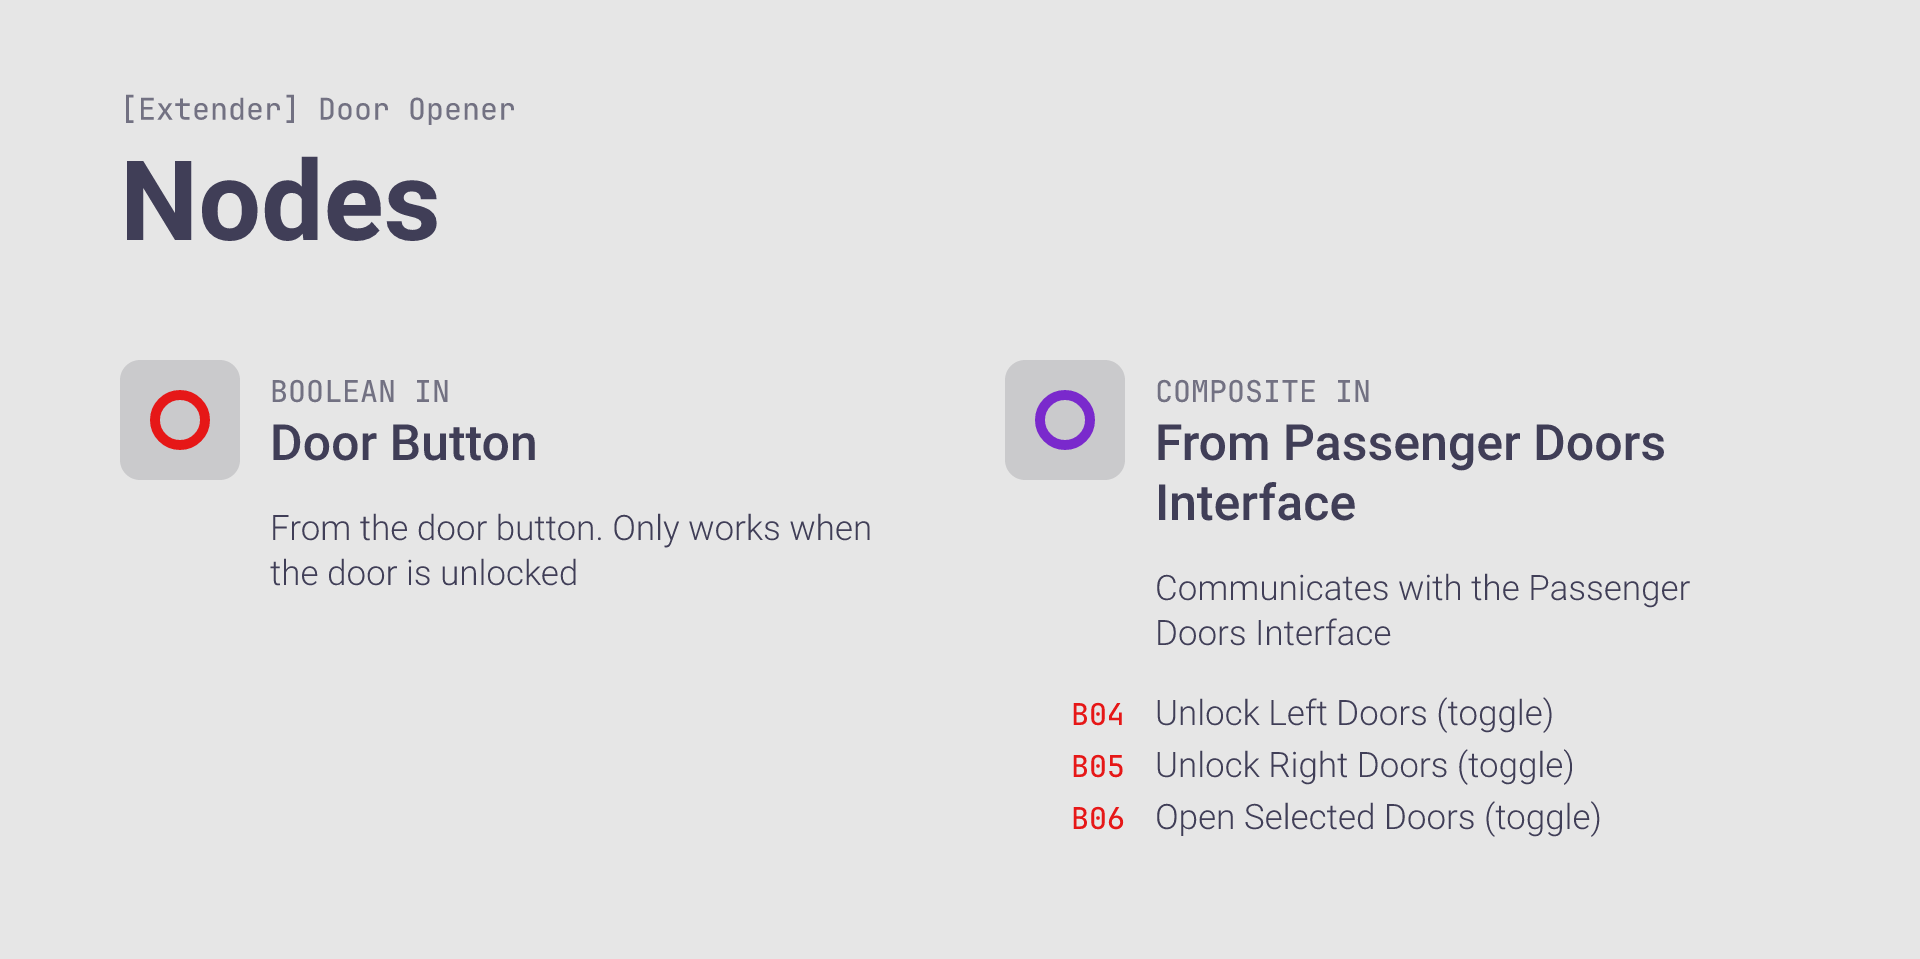 [Extender] Door Opener
Nodes
BOOLEAN IN
Door Button
From the door button. Only works when
the door is unlocked
COMPOSITE IN
From Passenger Doors
Interface
Communicates with the Passenger
Doors Interface
B04 Unlock Left Doors (toggle)
B05 Unlock Right Doors (toggle)
B06 Open Selected Doors (toggle)